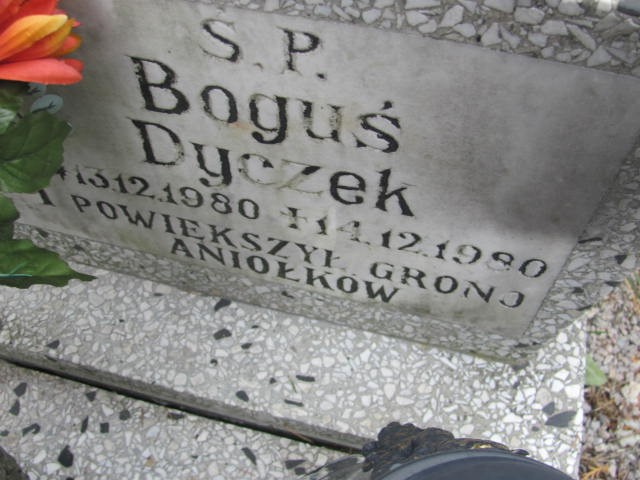 Ś.P.
Boguś
Dyczek
*13.12.1980 +14.12.1980
I POWIĘKSZYŁ GRONO
ANIOŁKÓW